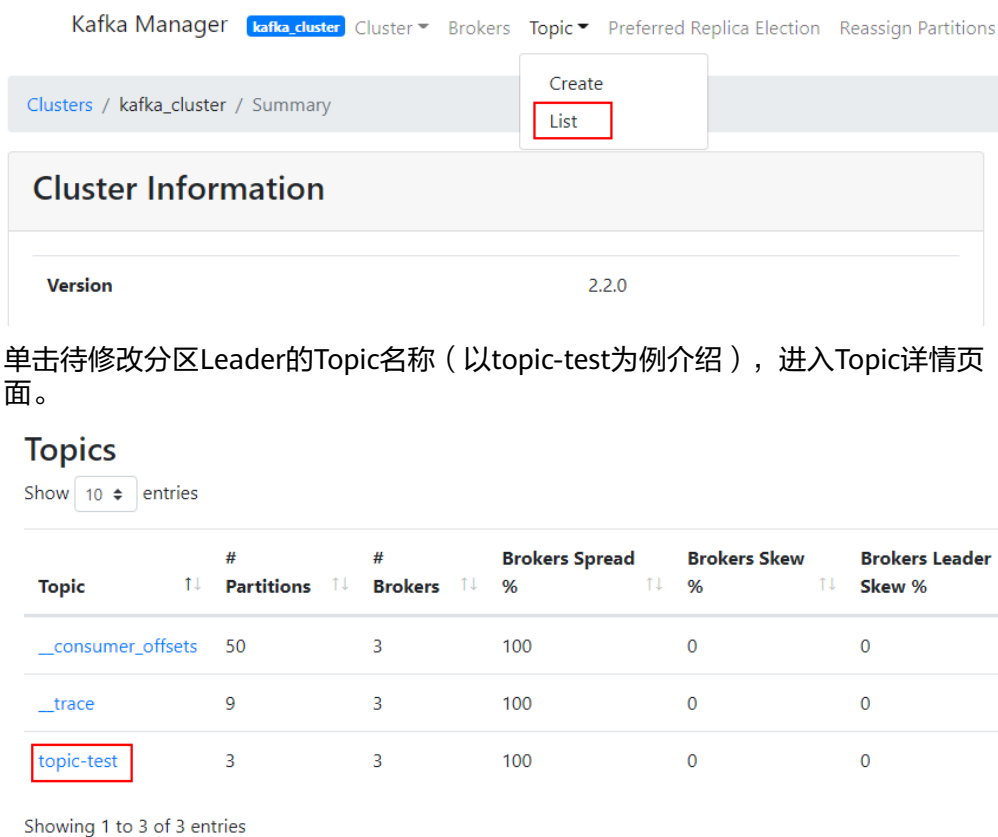 Kafka Manager kafka_cluster Cluster Brokers Topic Preferred Replica Election Reassign Partitions
Create
List
Clusters / kafka_cluster / Summary
Cluster Information
Version 2.2.0
单击待修改分区Leader的Topic名称（以topic-test为例介绍），进入Topic详情页
面。
Topics
Show 10 entries
Topic # Partitions # Brokers Brokers Spread % Brokers Skew % Brokers Leader Skew %
__consumer_offsets 50 3 100 0 0
__trace 9 3 100 0 0
topic-test 3 3 100 0 0
Showing 1 to 3 of 3 entries